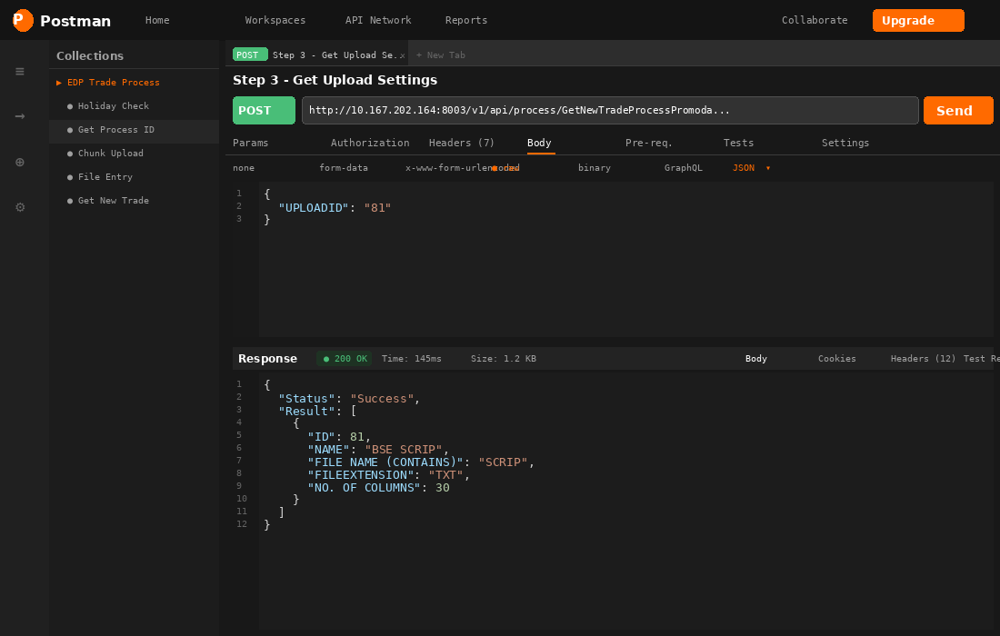 Postman Home Workspaces API Network Reports Collaborate Upgrade
Collections
▶ EDP Trade Process
● Holiday Check
● Get Process ID
● Chunk Upload
● File Entry
● Get New Trade
POST Step 3 - Get Upload Se.. x + New Tab
Step 3 - Get Upload Settings
POST http://10.167.202.164:8003/v1/api/process/GetNewTradeProcessPromoda... Send
Params Authorization Headers (7) Body Pre-req. Tests Settings
none form-data x-www-form-urlencoded ● raw binary GraphQL JSON ▾
1 {
2 "UPLOADID": "81"
3 }
Response ● 200 OK Time: 145ms Size: 1.2 KB Body Cookies Headers (12) Test Re
1 {
2 "Status": "Success",
3 "Result": [
4 {
5 "ID": 81,
6 "NAME": "BSE SCRIP",
7 "FILE NAME (CONTAINS)": "SCRIP",
8 "FILEEXTENSION": "TXT",
9 "NO. OF COLUMNS": 30
10 }
11 ]
12 }